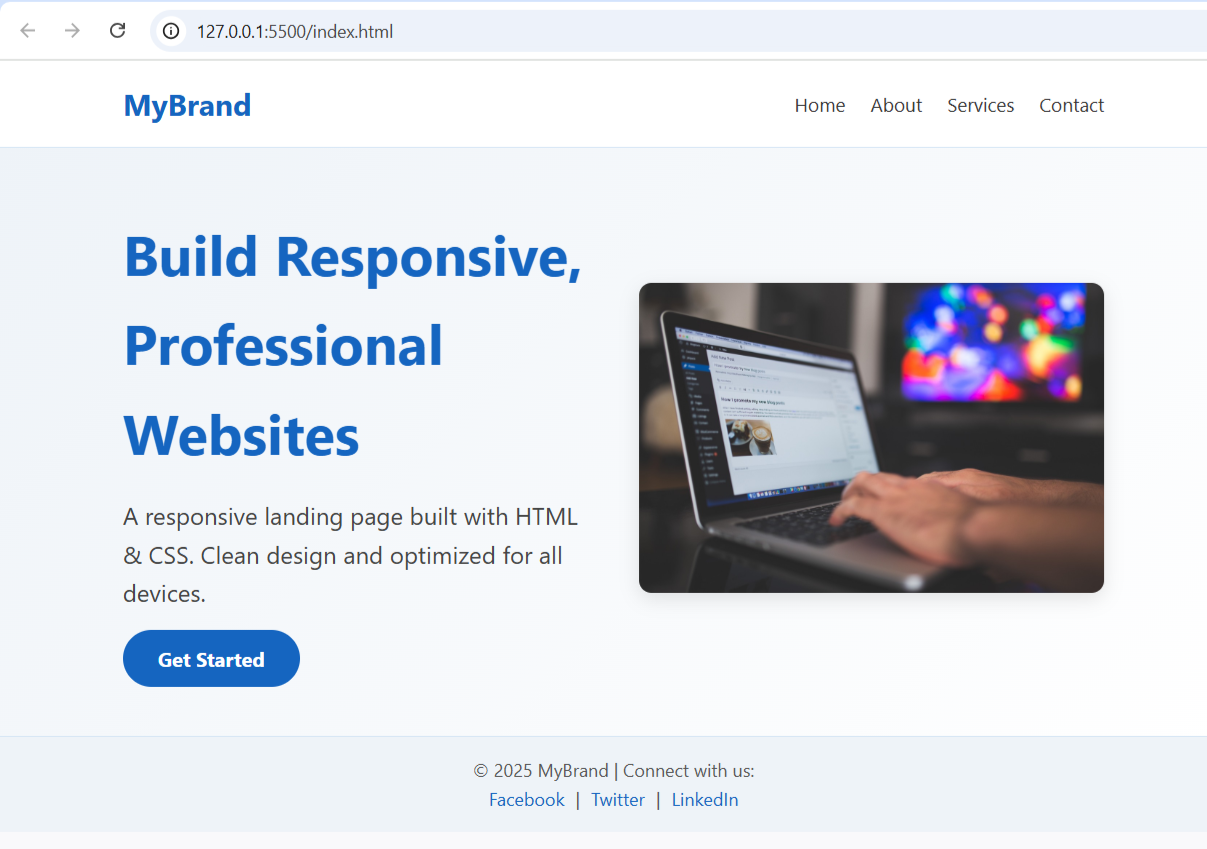 127.0.0.1:5500/index.html
MyBrand
Home About Services Contact
Build Responsive,
Professional
Websites
A responsive landing page built with HTML
& CSS. Clean design and optimized for all
devices.
Get Started
© 2025 MyBrand | Connect with us:
Facebook | Twitter | LinkedIn